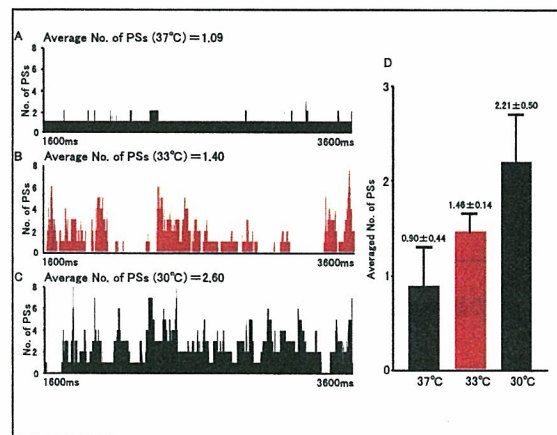 A Average No. of PSs (37°C)=1.09
No. of PSs
8
6
4
2
0
1600ms 3600ms
B Average No. of PSs (33°C)=1.40
No. of PSs
8
6
4
2
0
1600ms 3600ms
C Average No. of PSs (30°C)=2,60
No. of PSs
8
6
4
2
0
1600ms 3600ms
D
Averaged No. of PSs
3
2
1
0
0.90±0.44
1.46±0.14
2.21±0.50
37°C 33°C 30°C